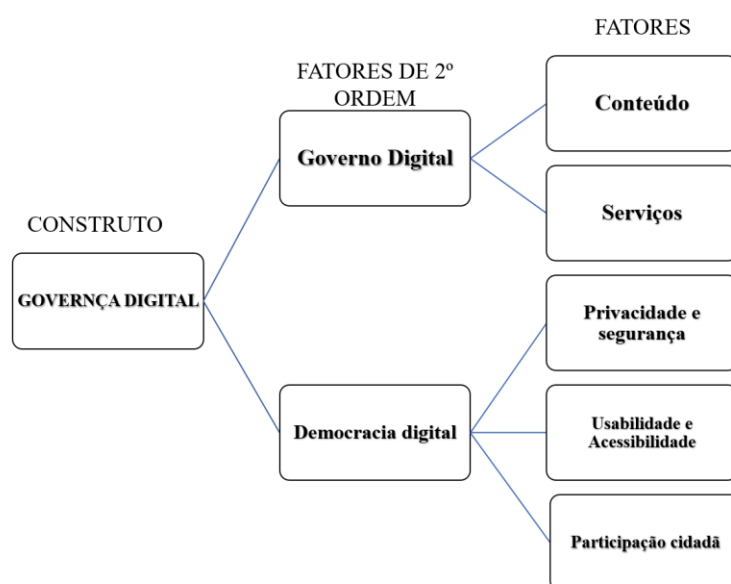 FATORES
FATORES DE 2º
ORDEM
Conteúdo
Governo Digital
Serviços
CONSTRUTO
GOVERNÇA DIGITAL
Privacidade e
segurança
Democracia digital
Usabilidade e
Acessibilidade
Participação cidadã